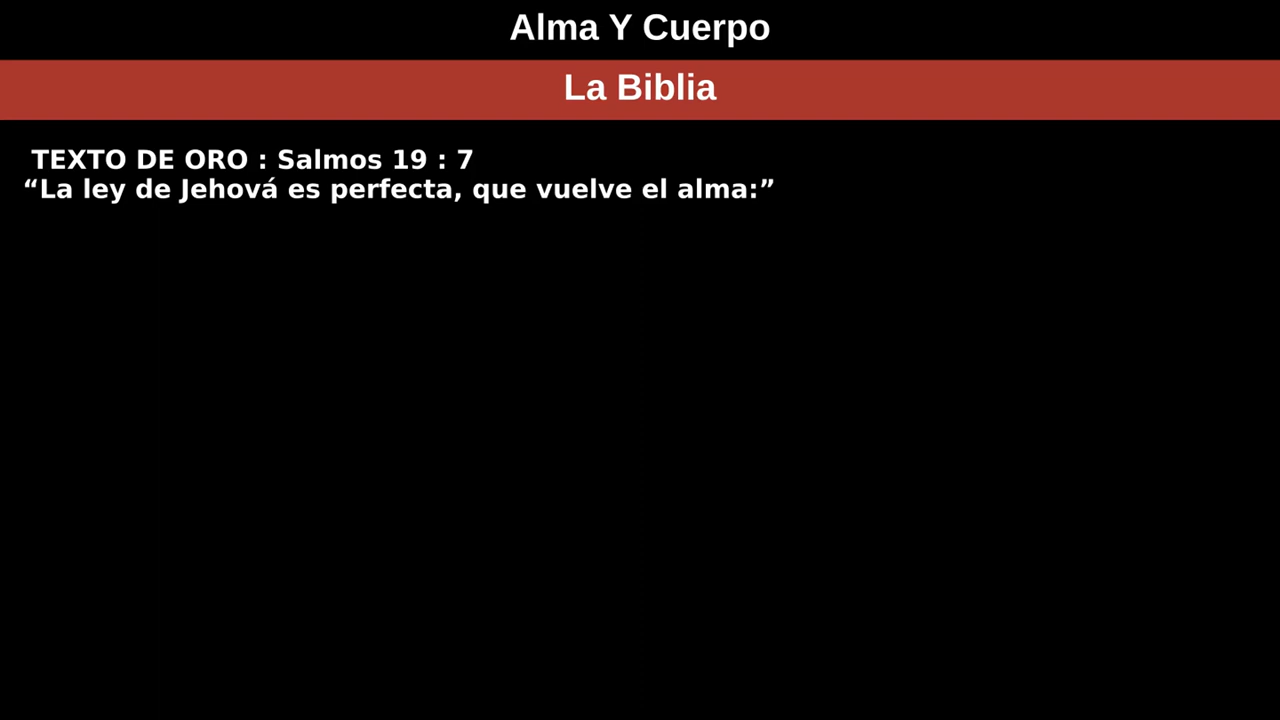 Alma Y Cuerpo
La Biblia
TEXTO DE ORO : Salmos 19 : 7
“La ley de Jehová es perfecta, que vuelve el alma:”